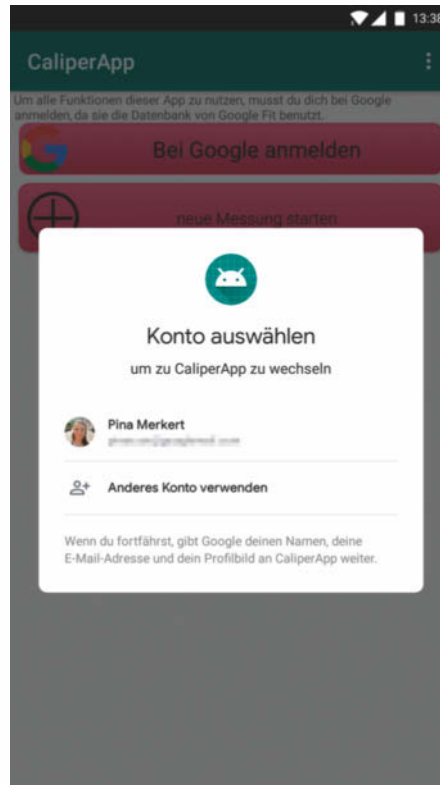 13:38
CaliperApp
Um alle Funktionen dieser App zu nutzen, musst du dich bei Google
anmelden, da sie die Datenbank von Google Fit benutzt.
Bei Google anmelden
neue Messung starten
Konto auswählen
um zu CaliperApp zu wechseln
Pina Merkert
Anderes Konto verwenden
Wenn du fortfährst, gibt Google deinen Namen, deine
E-Mail-Adresse und dein Profilbild an CaliperApp weiter.